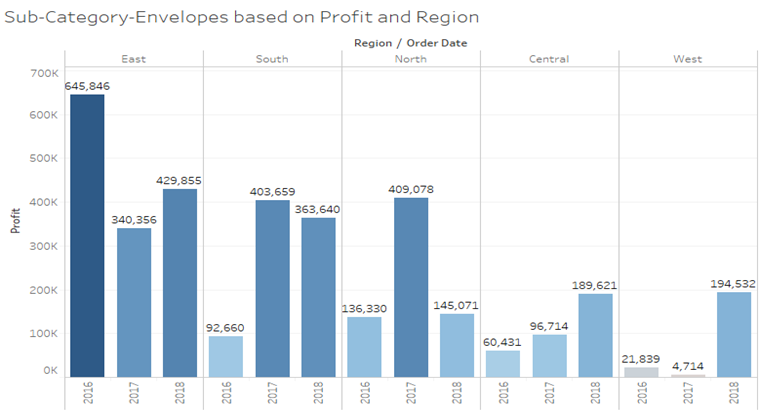 Sub-Category-Envelopes based on Profit and Region
Region / Order Date
East South North Central West
700K
600K
500K
400K
300K
200K
100K
0K
Profit
645,846
340,356
429,855
92,660
403,659
363,640
136,330
409,078
145,071
60,431
96,714
189,621
21,839
4,714
194,532
2016 2017 2018 2016 2017 2018 2016 2017 2018 2016 2017 2018 2016 2017 2018